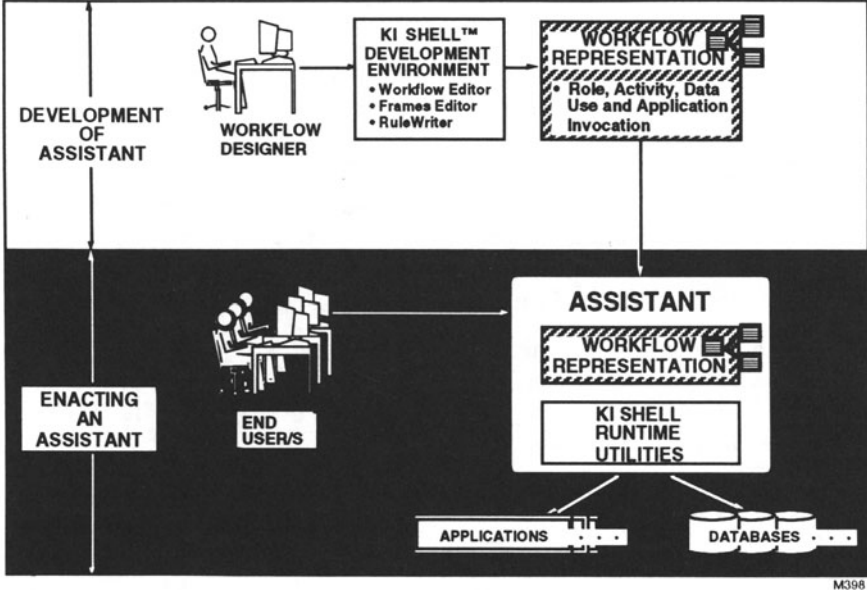 DEVELOPMENT
OF
ASSISTANT
WORKFLOW
DESIGNER
KI SHELL™
DEVELOPMENT
ENVIRONMENT
• Workflow Editor
• Frames Editor
• RuleWriter
WORKFLOW
REPRESENTATION
• Role, Activity, Data
Use and Application
Invocation
ENACTING
AN
ASSISTANT
END
USER/S
ASSISTANT
WORKFLOW
REPRESENTATION
KI SHELL
RUNTIME
UTILITIES
APPLICATIONS
DATABASES
M398